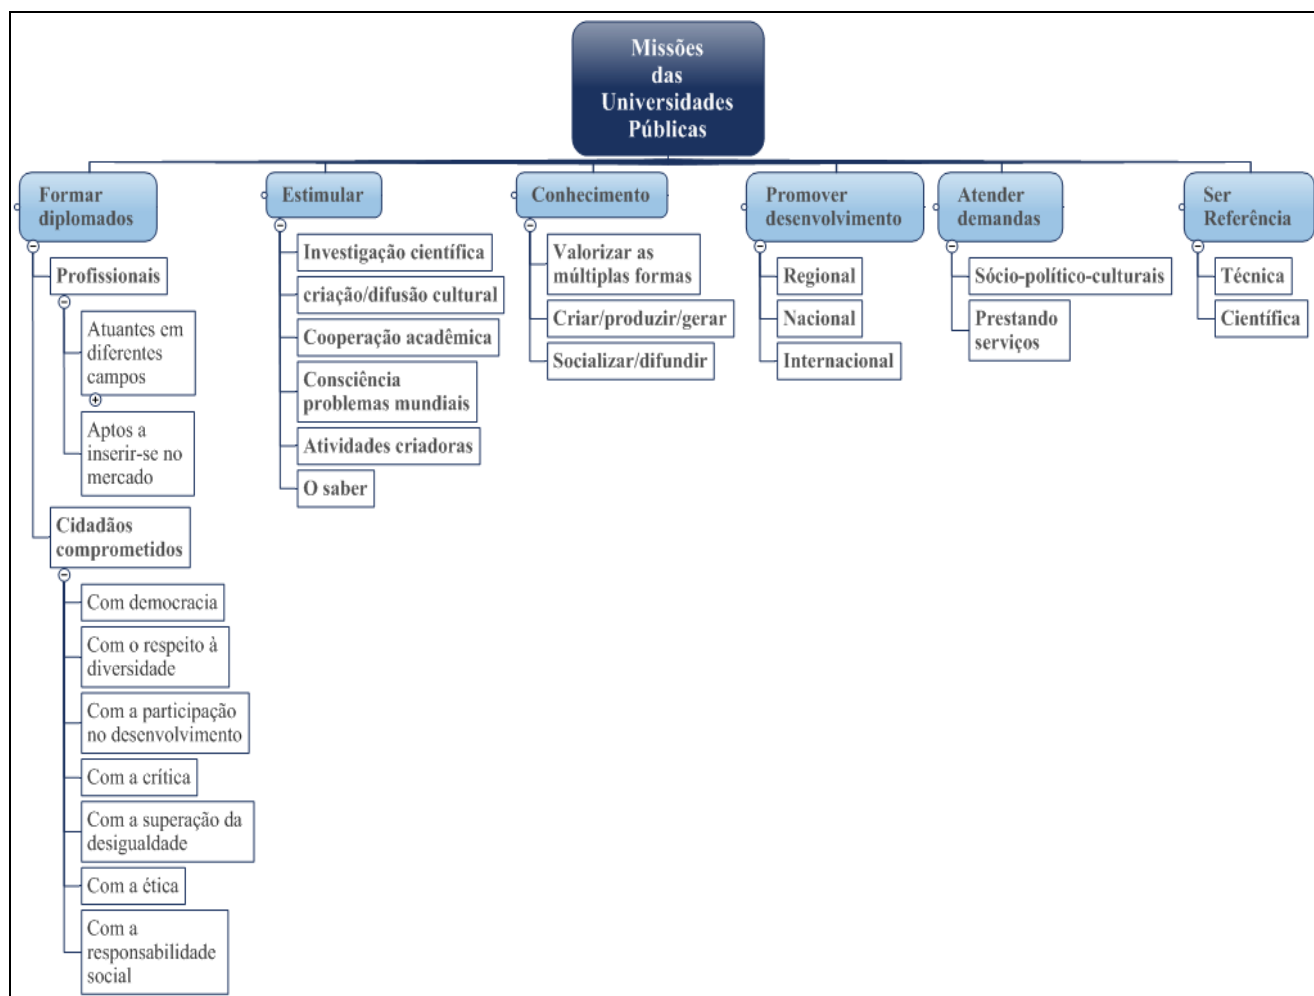 Missões
das
Universidades
Públicas
Formar
diplomados
Profissionais
Atuantes em
diferentes
campos
Aptos a
inserir-se no
mercado
Cidadãos
comprometidos
Com democracia
Com o respeito à
diversidade
Com a participação
no desenvolvimento
Com a crítica
Com a superação da
desigualdade
Com a ética
Com a
responsabilidade
social
Estimular
Investigação científica
criação/difusão cultural
Cooperação acadêmica
Consciência
problemas mundiais
Atividades criadoras
O saber
Conhecimento
Valorizar as
múltiplas formas
Criar/produzir/gerar
Socializar/difundir
Promover
desenvolvimento
Regional
Nacional
Internacional
Atender
demandas
Sócio-político-culturais
Prestando
serviços
Ser
Referência
Técnica
Científica